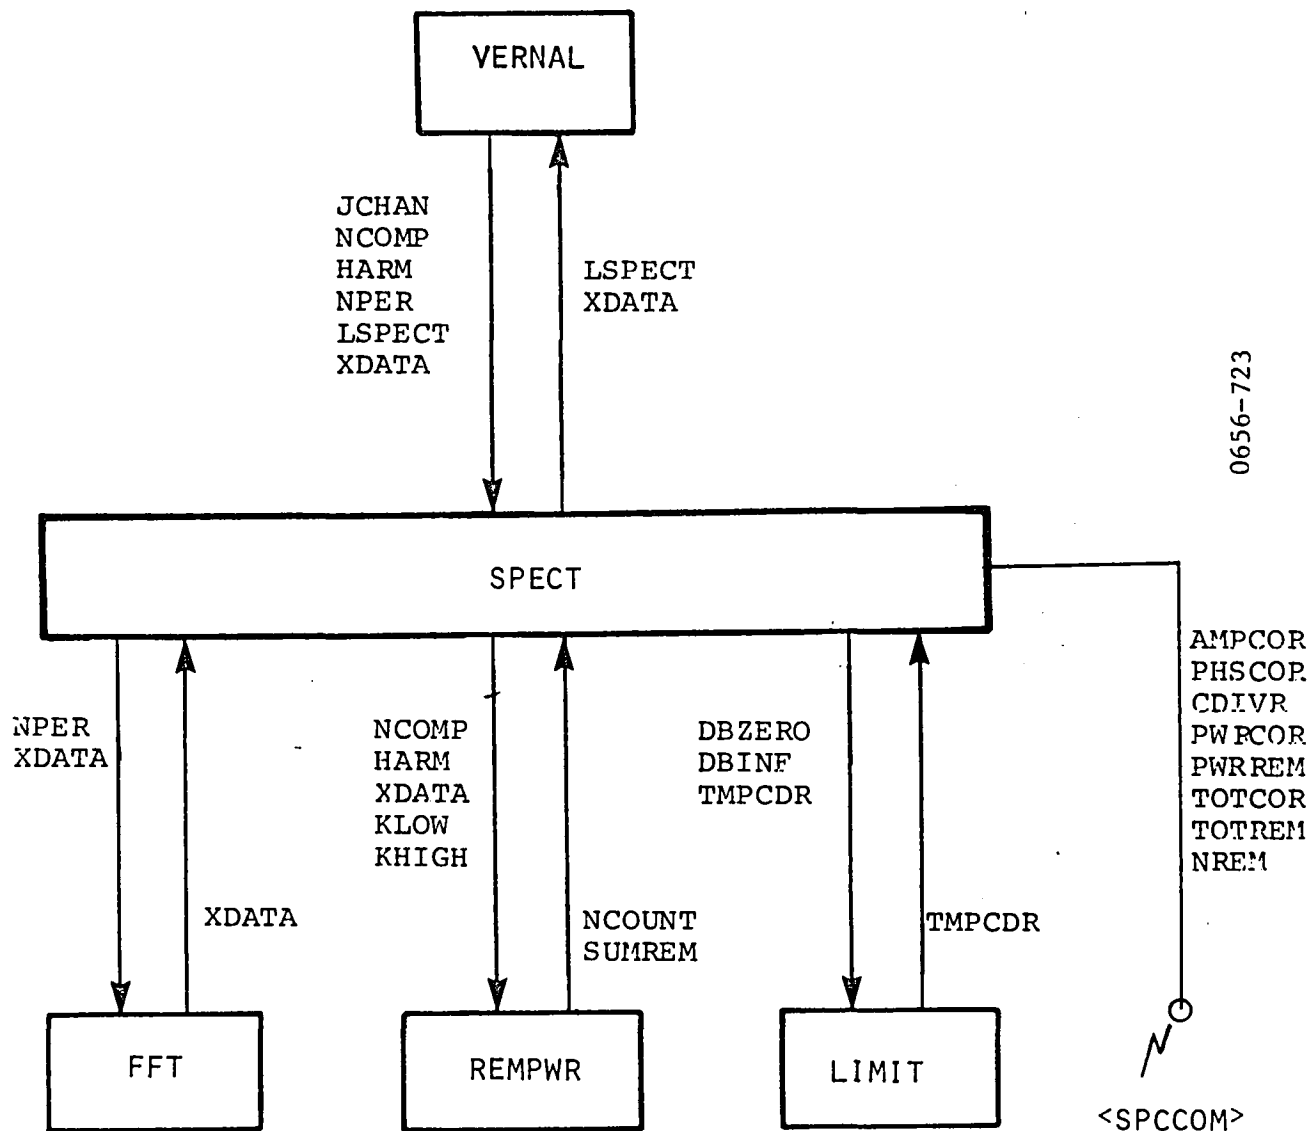 VERNAL
JCHAN
NCOMP
HARM
NPER
LSPECT
XDATA
LSPECT
XDATA
0656-723
SPECT
NPER
XDATA
XDATA
NCOMP
HARM
XDATA
KLOW
KHIGH
NCOUNT
SUMREM
DBZERO
DBINF
TMPCDR
TMPCDR
AMPCOR
PHSCOR
CDIVR
PWRCOR
PWRREM
TOTCOR
TOTREM
NREM
FFT
REMPWR
LIMIT
<SPCCOM>